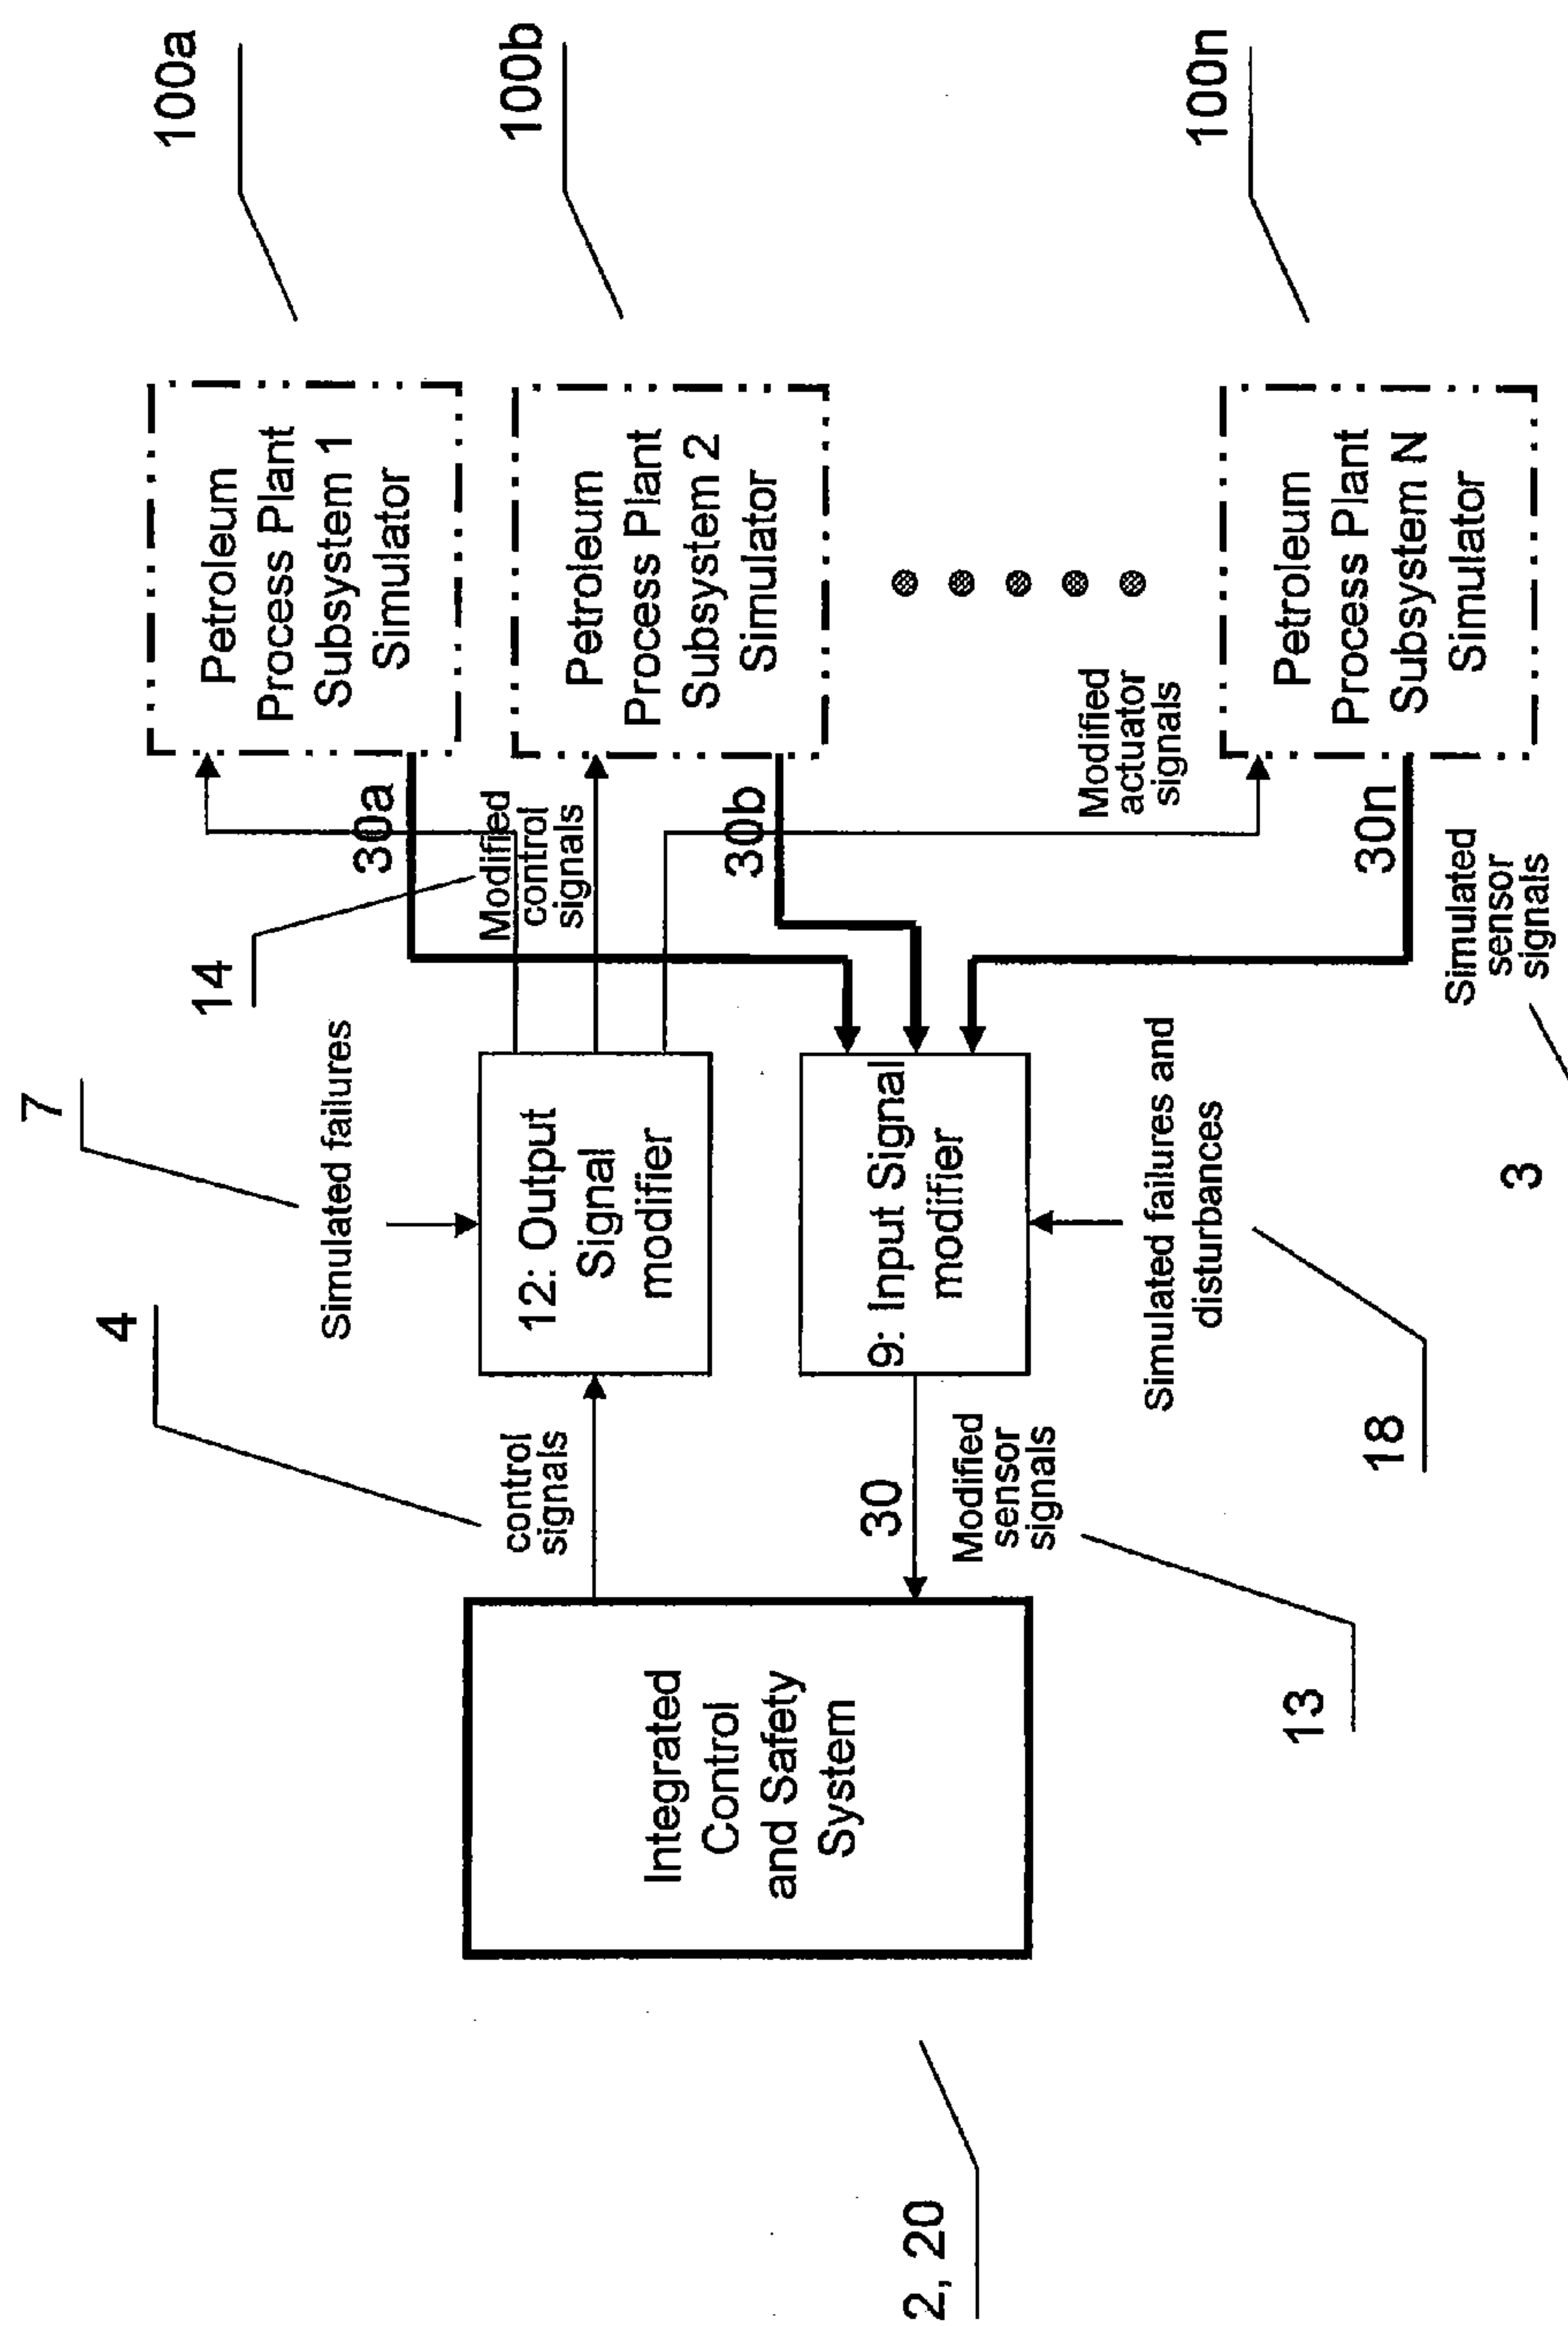 100a
100b
100n
Petroleum
Process Plant
Subsystem 1
Simulator
Petroleum
Process Plant
Subsystem 2
Simulator
Petroleum
Process Plant
Subsystem N
Simulator
30a
30b
30n
14
Modified
control
signals
Modified
actuator
signals
Simulated
sensor
signals
3
7
Simulated failures
12: Output
Signal
modifier
9: Input Signal
modifier
Simulated failures and
disturbances
18
4
control
signals
30
Modified
sensor
signals
13
Integrated
Control
and Safety
System
2, 20